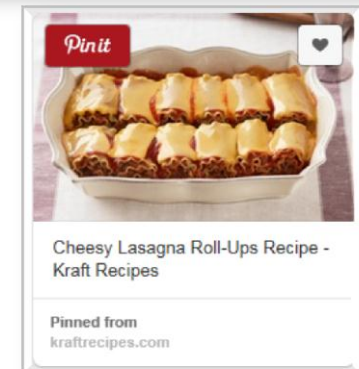 Pin it
Cheesy Lasagna Roll-Ups Recipe -
Kraft Recipes
Pinned from
kraftrecipes.com